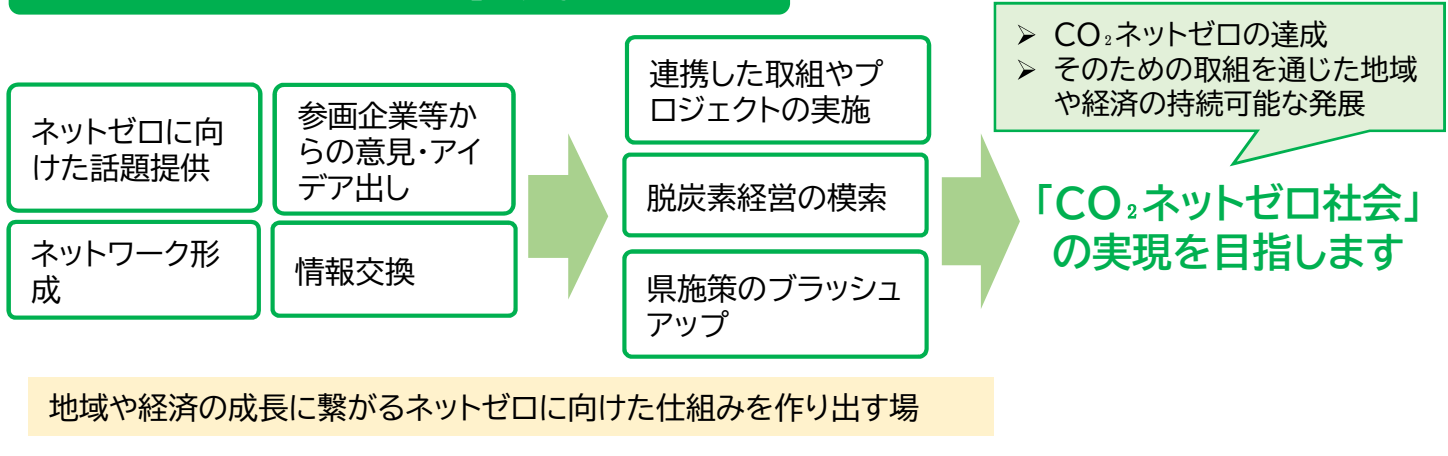 ネットゼロに向
けた話題提供
参画企業等か
らの意見・アイ
デア出し
ネットワーク形
成
情報交換
連携した取組やプ
ロジェクトの実施
脱炭素経営の模索
県施策のブラッシュ
アップ
➢ CO₂ネットゼロの達成
➢ そのための取組を通じた地域
や経済の持続可能な発展
「CO₂ネットゼロ社会」
の実現を目指します
地域や経済の成長に繋がるネットゼロに向けた仕組みを作り出す場